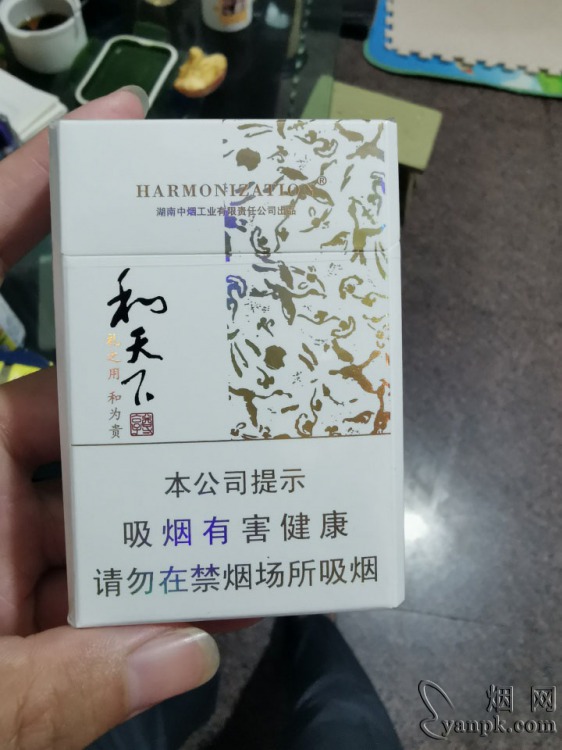 HARMONIZATION®
湖南中烟工业有限责任公司出品
和天下
礼之用 和为贵
本公司提示
吸烟有害健康
请勿在禁烟场所吸烟
烟网
yanpk.com